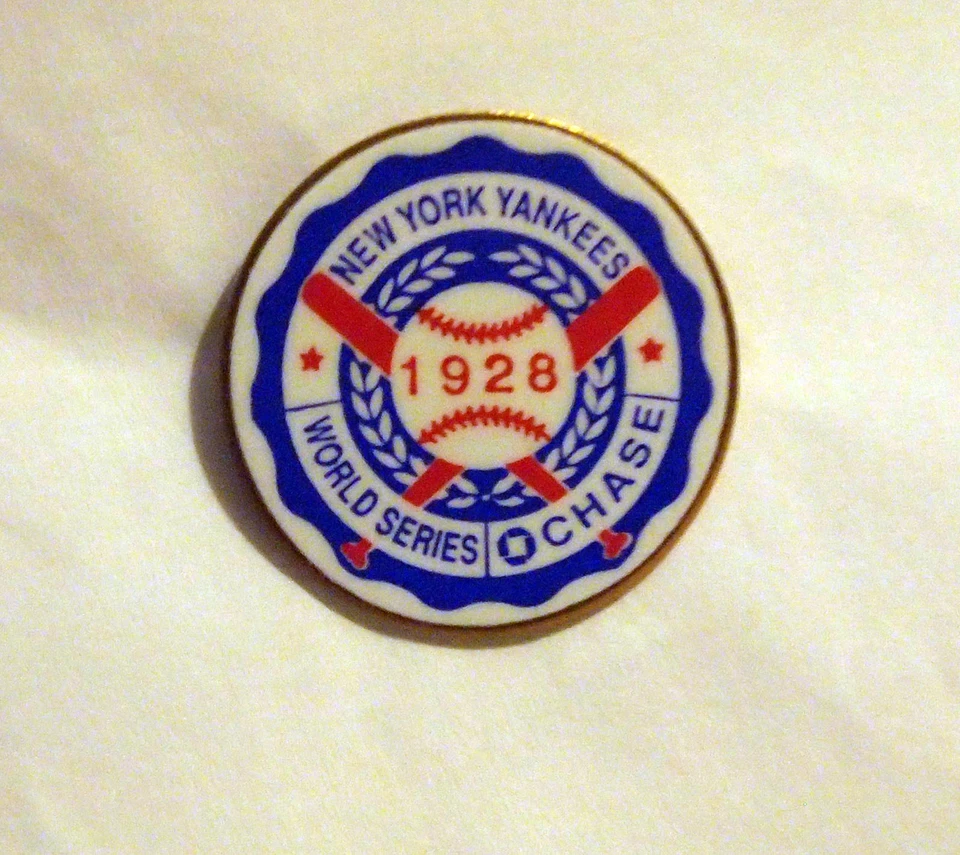 NEW YORK YANKEES
1928
WORLD SERIES
CHASE